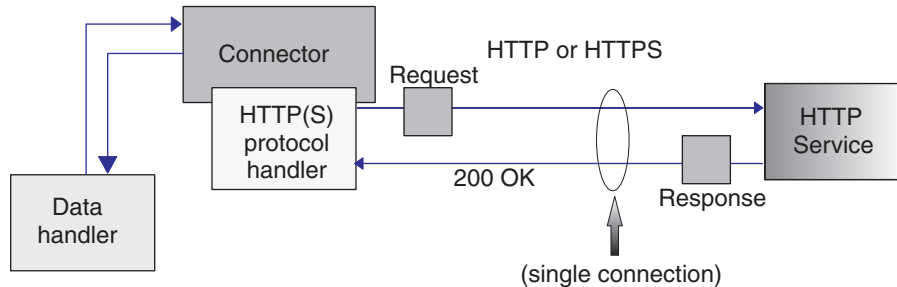 Connector
HTTP or HTTPS
Request
HTTP(S)
protocol
handler
HTTP
Service
200 OK
Response
Data
handler
(single connection)